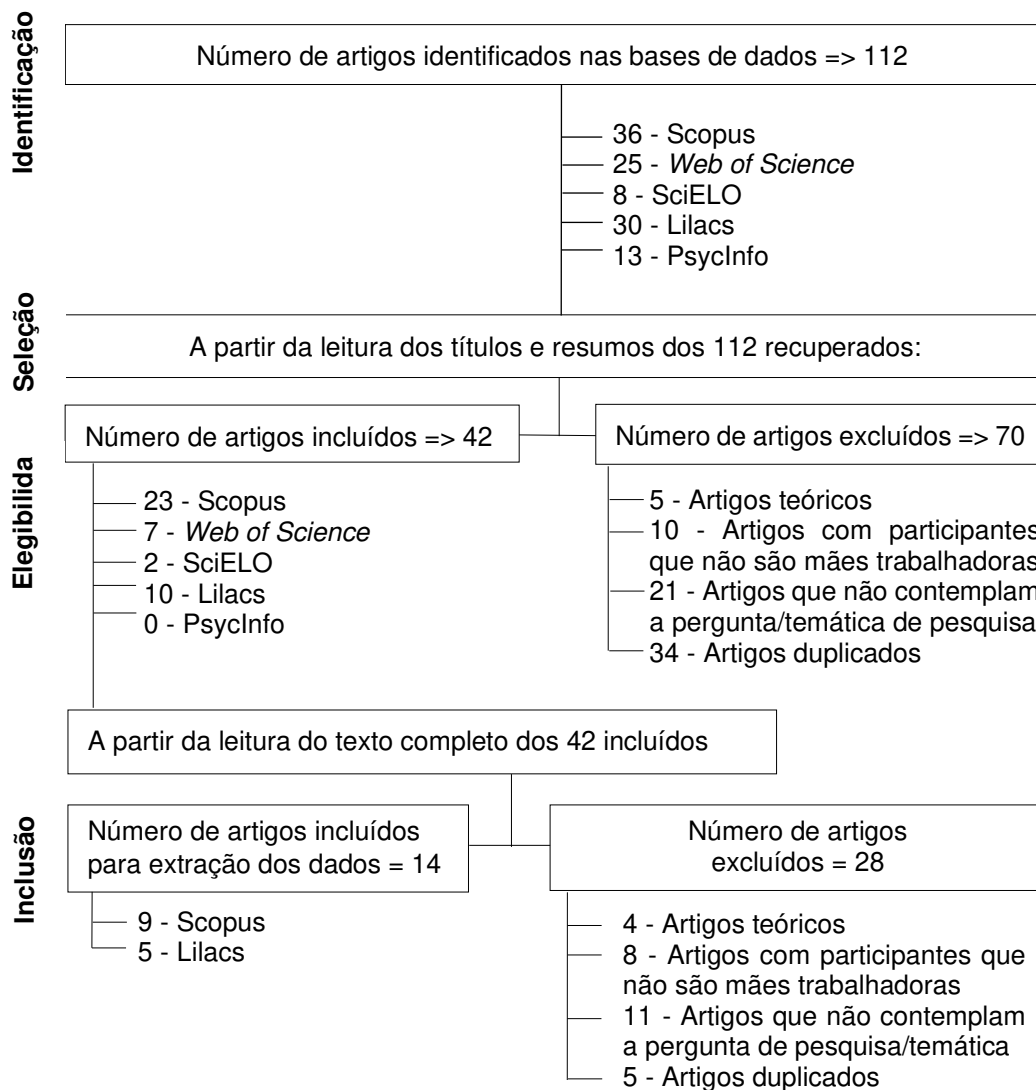 Identificação
Número de artigos identificados nas bases de dados => 112
36 - Scopus
25 - Web of Science
8 - SciELO
30 - Lilacs
13 - PsycInfo
Seleção
A partir da leitura dos títulos e resumos dos 112 recuperados:
Elegibilida
Número de artigos incluídos => 42
23 - Scopus
7 - Web of Science
2 - SciELO
10 - Lilacs
0 - PsycInfo
Número de artigos excluídos => 70
5 - Artigos teóricos
10 - Artigos com participantes
que não são mães trabalhadoras
21 - Artigos que não contemplam
a pergunta/temática de pesquisa
34 - Artigos duplicados
A partir da leitura do texto completo dos 42 incluídos
Inclusão
Número de artigos incluídos
para extração dos dados = 14
9 - Scopus
5 - Lilacs
Número de artigos
excluídos = 28
4 - Artigos teóricos
8 - Artigos com participantes que
não são mães trabalhadoras
11 - Artigos que não contemplam
a pergunta de pesquisa/temática
5 - Artigos duplicados